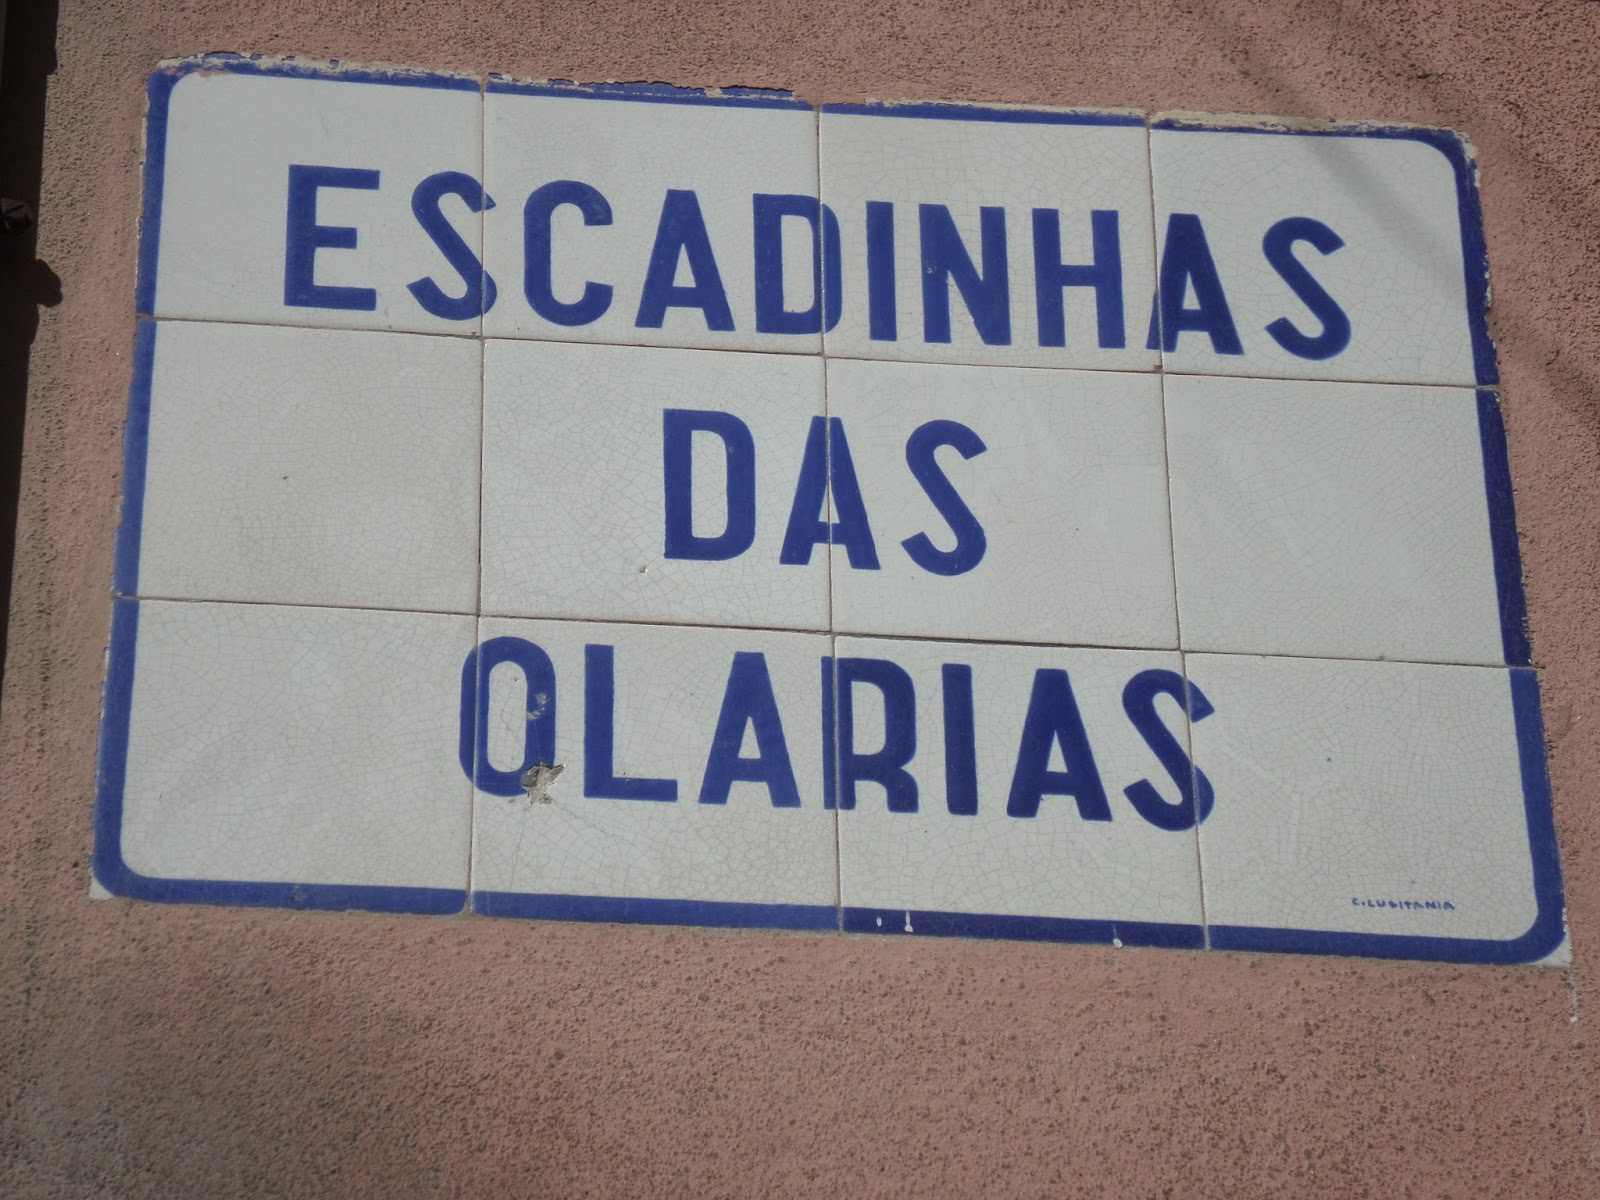 ESCADINHAS
DAS
OLARIAS
C. LUSITANIA